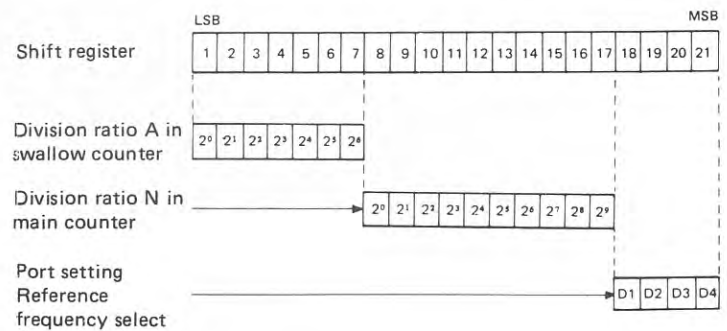 LSB MSB
Shift register 1 2 3 4 5 6 7 8 9 10 11 12 13 14 15 16 17 18 19 20 21
Division ratio A in
swallow counter
2⁰ 2¹ 2² 2³ 2⁴ 2⁵ 2⁶
Division ratio N in
main counter
2⁰ 2¹ 2² 2³ 2⁴ 2⁵ 2⁶ 2⁷ 2⁸ 2⁹
Port setting
Reference
frequency select
D1 D2 D3 D4